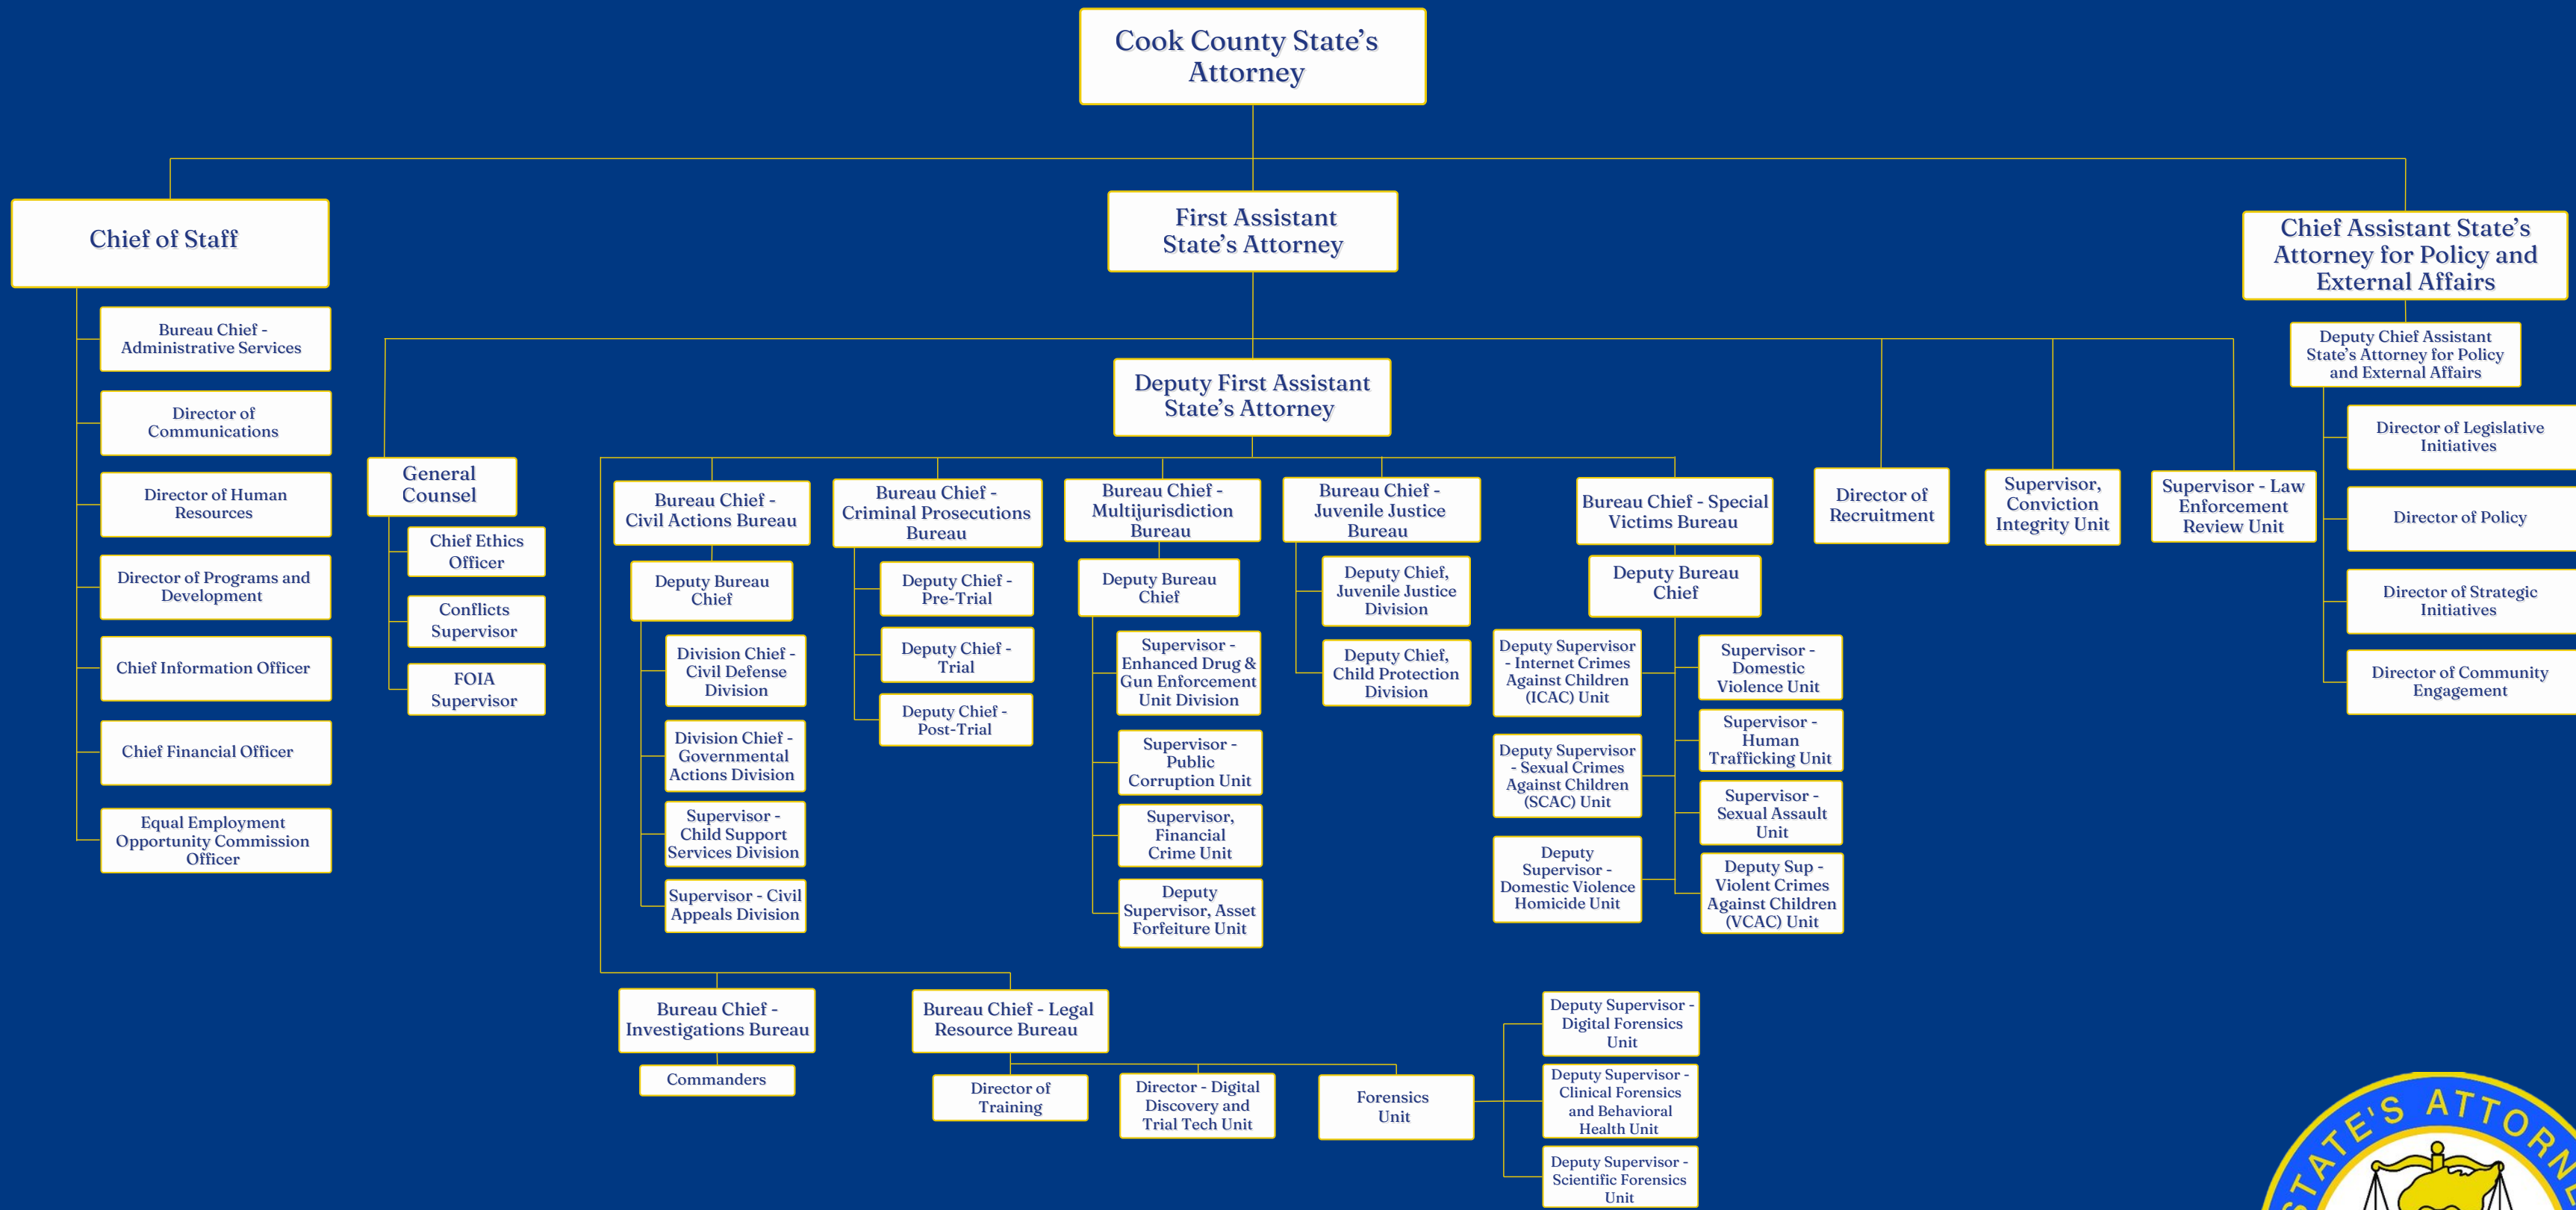 Cook County State’s
Attorney
Chief of Staff
First Assistant
State’s Attorney
Chief Assistant State’s
Attorney for Policy and
External Affairs
Bureau Chief -
Administrative Services
Director of
Communications
Director of Human
Resources
Director of Programs and
Development
Chief Information Officer
Chief Financial Officer
Equal Employment
Opportunity Commission
Officer
Deputy First Assistant
State’s Attorney
Deputy Chief Assistant
State’s Attorney for Policy
and External Affairs
Director of Legislative
Initiatives
Director of Policy
Director of Strategic
Initiatives
Director of Community
Engagement
General
Counsel
Chief Ethics
Officer
Conflicts
Supervisor
FOIA
Supervisor
Bureau Chief -
Civil Actions Bureau
Deputy Bureau
Chief
Division Chief -
Civil Defense
Division
Division Chief -
Governmental
Actions Division
Supervisor -
Child Support
Services Division
Supervisor - Civil
Appeals Division
Bureau Chief -
Criminal Prosecutions
Bureau
Deputy Chief -
Pre-Trial
Deputy Chief -
Trial
Deputy Chief -
Post-Trial
Bureau Chief -
Multijurisdiction
Bureau
Deputy Bureau
Chief
Supervisor -
Enhanced Drug &
Gun Enforcement
Unit Division
Supervisor -
Public
Corruption Unit
Supervisor,
Financial
Crime Unit
Deputy
Supervisor, Asset
Forfeiture Unit
Bureau Chief -
Juvenile Justice
Bureau
Deputy Chief,
Juvenile Justice
Division
Deputy Chief,
Child Protection
Division
Bureau Chief - Special
Victims Bureau
Deputy Bureau
Chief
Deputy Supervisor
- Internet Crimes
Against Children
(ICAC) Unit
Deputy Supervisor
- Sexual Crimes
Against Children
(SCAC) Unit
Deputy
Supervisor -
Domestic Violence
Homicide Unit
Supervisor -
Domestic
Violence Unit
Supervisor -
Human
Trafficking Unit
Supervisor -
Sexual Assault
Unit
Deputy Sup -
Violent Crimes
Against Children
(VCAC) Unit
Director of
Recruitment
Supervisor,
Conviction
Integrity Unit
Supervisor - Law
Enforcement
Review Unit
Bureau Chief -
Investigations Bureau
Commanders
Bureau Chief - Legal
Resource Bureau
Director of
Training
Director - Digital
Discovery and
Trial Tech Unit
Forensics
Unit
Deputy Supervisor -
Digital Forensics
Unit
Deputy Supervisor -
Clinical Forensics
and Behavioral
Health Unit
Deputy Supervisor -
Scientific Forensics
Unit
STATE'S ATTORNE